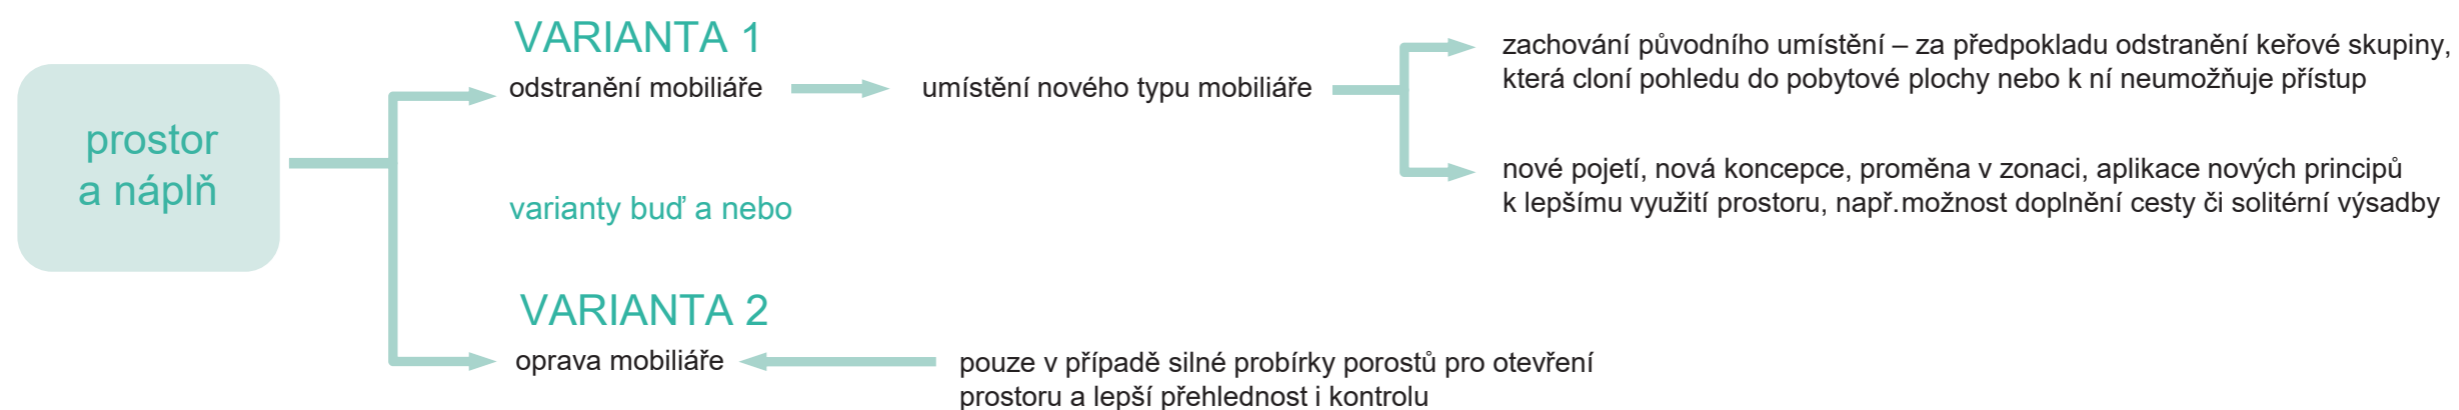 prostor
a náplň
VARIANTA 1
odstranění mobiliáře
umístění nového typu mobiliáře
zachování původního umístění – za předpokladu odstranění keřové skupiny,
která cloní pohledu do pobytové plochy nebo k ní neumožňuje přístup
nové pojetí, nová koncepce, proměna v zonaci, aplikace nových principů
k lepšímu využití prostoru, např.možnost doplnění cesty či solitérní výsadby
varianty buď a nebo
VARIANTA 2
oprava mobiliáře
pouze v případě silné probírky porostů pro otevření
prostoru a lepší přehlednost i kontrolu